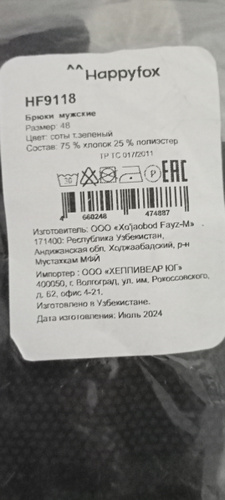 ^^Happyfox
HF9118
Брюки мужские
Размер: 48
Цвет: соты т.зеленый
Состав: 75 % хлопок 25 % полиэстер
ТР ТС 017/2011
EAC
4 660248 474887
Изготовитель: ООО «Xo'jaobod Fayz-M»
171400: Республика Узбекистан,
Андижанская обл, Ходжаабадский, р-н
Мустахкам МФЙ
Импортер : ООО «ХЕППИВЕАР ЮГ»
400050, г. Волгоград, ул. им. Рокоссовского,
д. 62, офис 4-21.
Изготовлено в Узбекистане.
Дата изготовления: Июль 2024